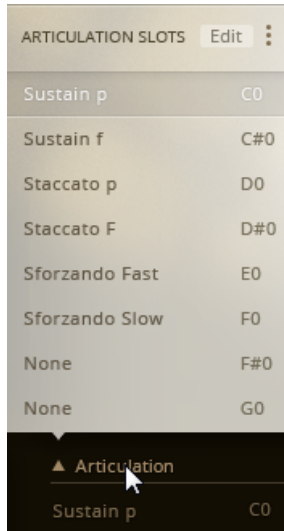 ARTICULATION SLOTS Edit
Sustain p C0
Sustain f C#0
Staccato p D0
Staccato F D#0
Sforzando Fast E0
Sforzando Slow F0
None F#0
None G0
Articulation
Sustain p C0